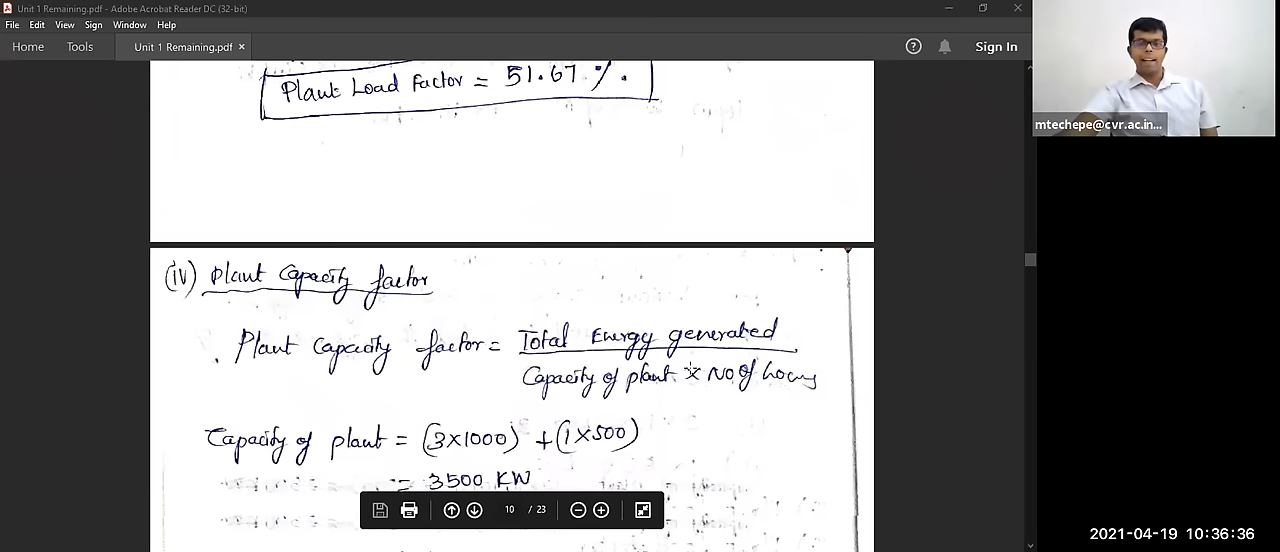 Unit 1 Remaining.pdf - Adobe Acrobat Reader DC (32-bit)
File Edit View Sign Window Help
Home Tools Unit 1 Remaining.pdf × Sign In
Plant Load Factor = 51.67 %.
(iv) Plant Capacity factor
Plant Capacity factor = Total Energy generated
Capacity of plant × No of hours
Capacity of plant = (3×1000) + (1×500)
= 3500 KW
10 / 23
mtechepe@cvr.ac.in...
2021-04-19 10:36:36